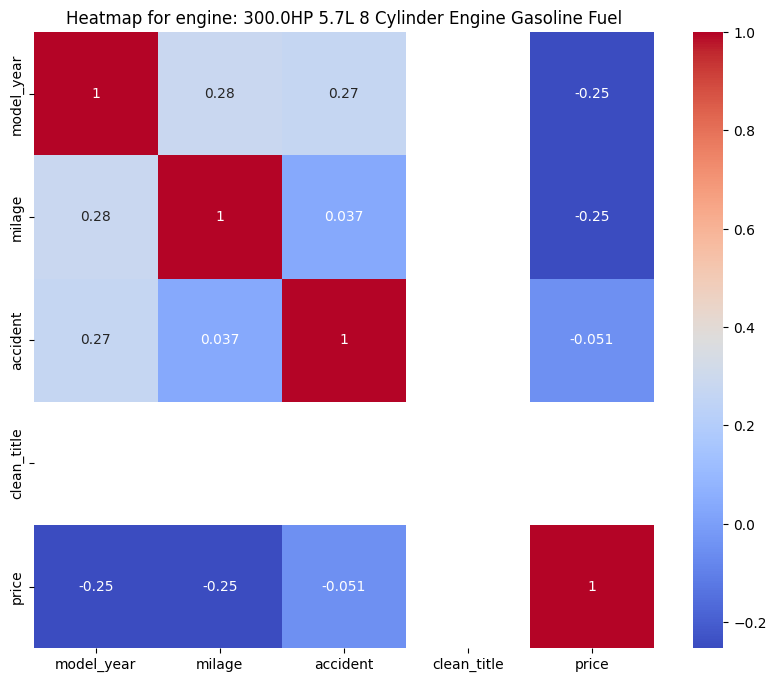 Heatmap for engine: 300.0HP 5.7L 8 Cylinder Engine Gasoline Fuel
model_year
1
0.28
0.27
-0.25
milage
0.28
1
0.037
-0.25
accident
0.27
0.037
1
-0.051
clean_title
price
-0.25
-0.25
-0.051
1
model_year
milage
accident
clean_title
price
1.0
0.8
0.6
0.4
0.2
0.0
−0.2